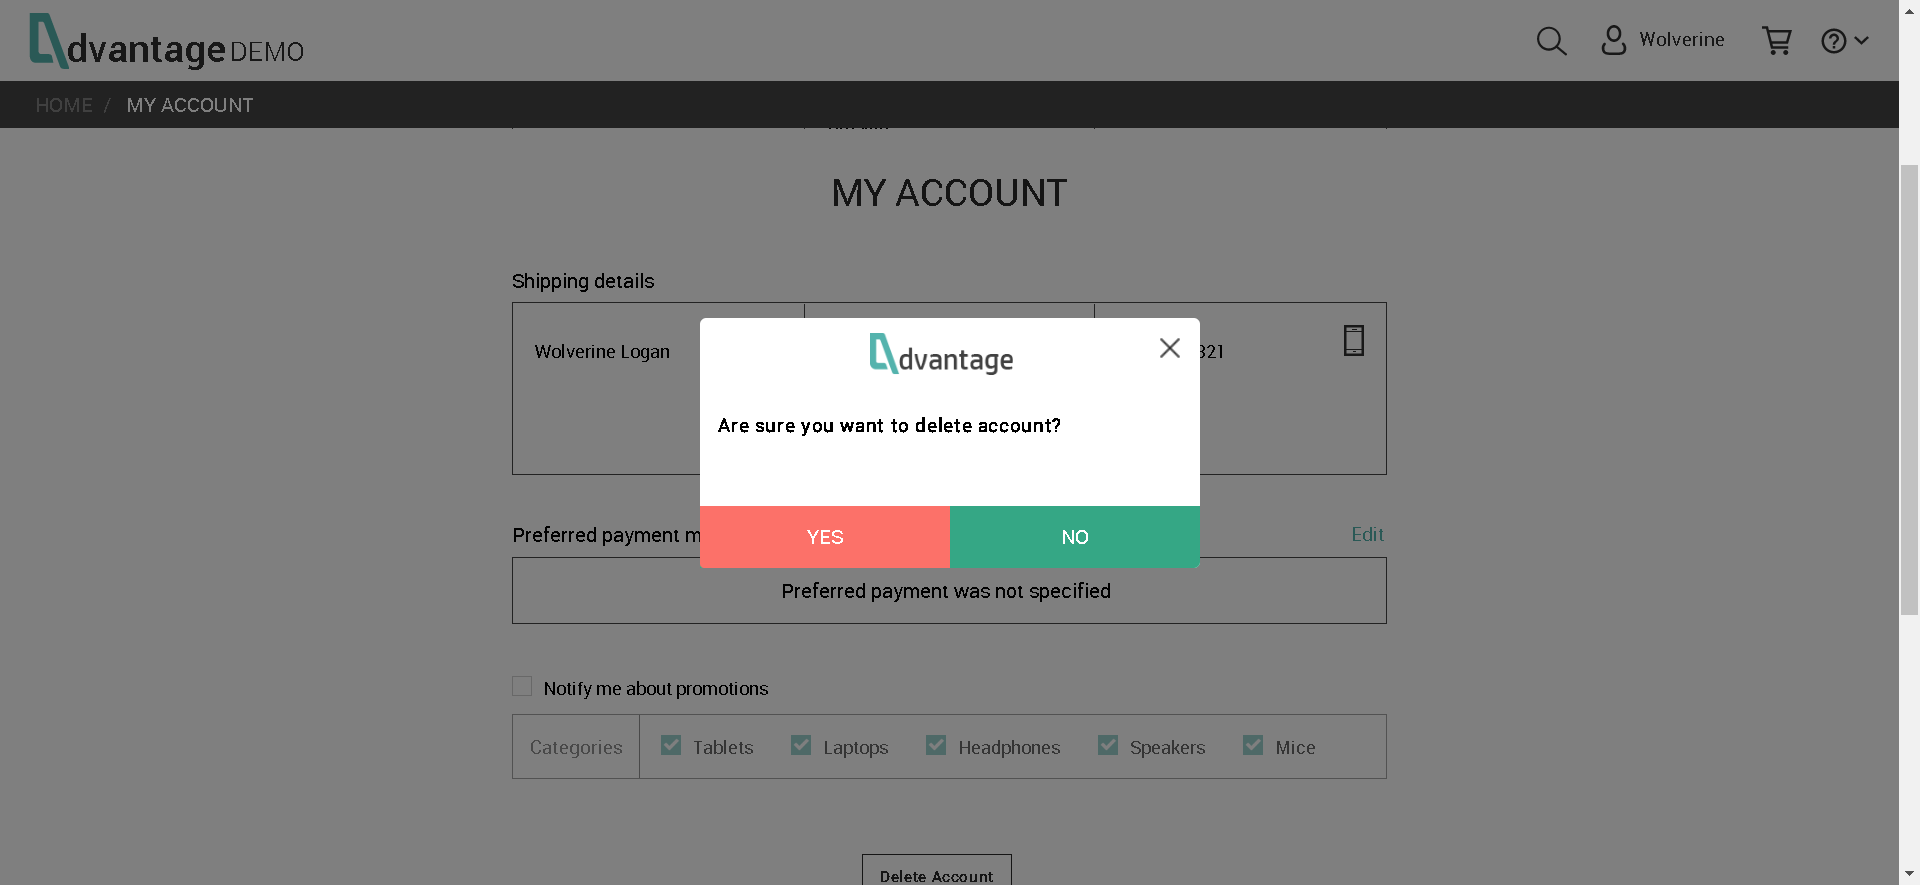 dvantage DEMO
Wolverine
HOME / MY ACCOUNT
MY ACCOUNT
Shipping details
Wolverine Logan
321
dvantage
Are sure you want to delete account?
YES NO
Preferred payment m
Edit
Preferred payment was not specified
Notify me about promotions
Categories Tablets Laptops Headphones Speakers Mice
Delete Account